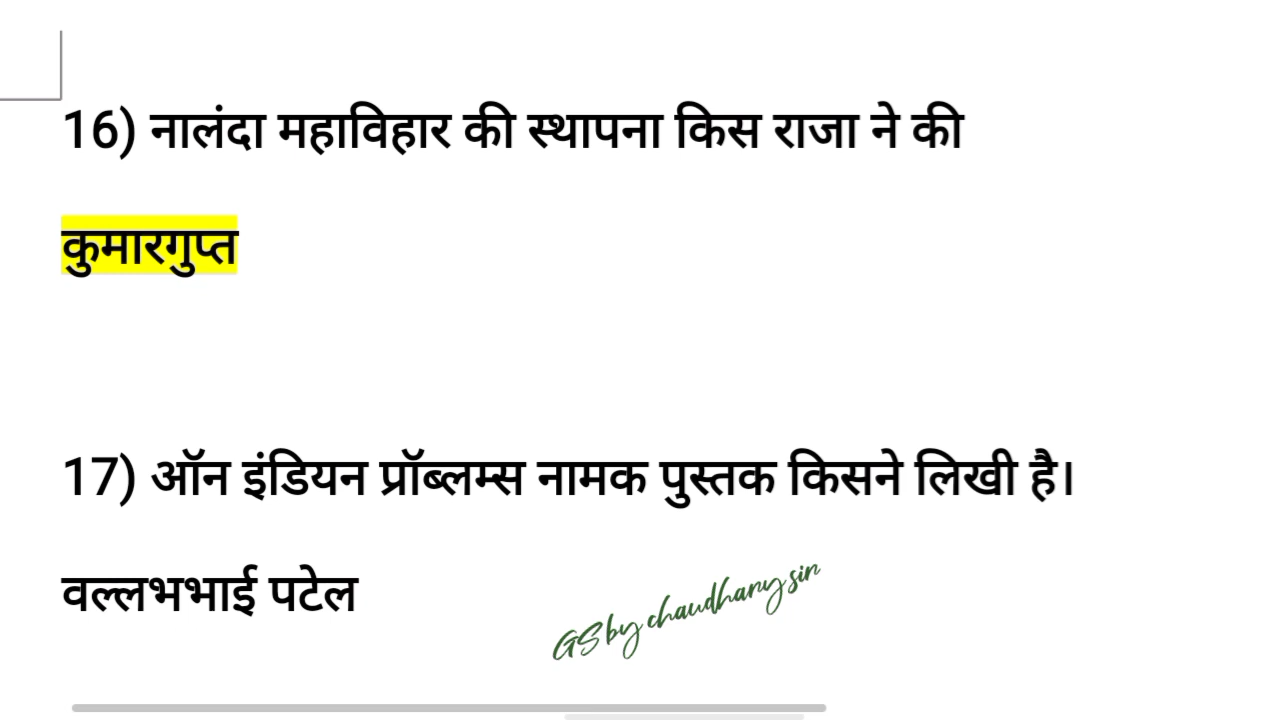 16) नालंदा महाविहार की स्थापना किस राजा ने की
कुमारगुप्त
17) ऑन इंडियन प्रॉब्लम्स नामक पुस्तक किसने लिखी है।
वल्लभभाई पटेल
GS by chaudhary sir